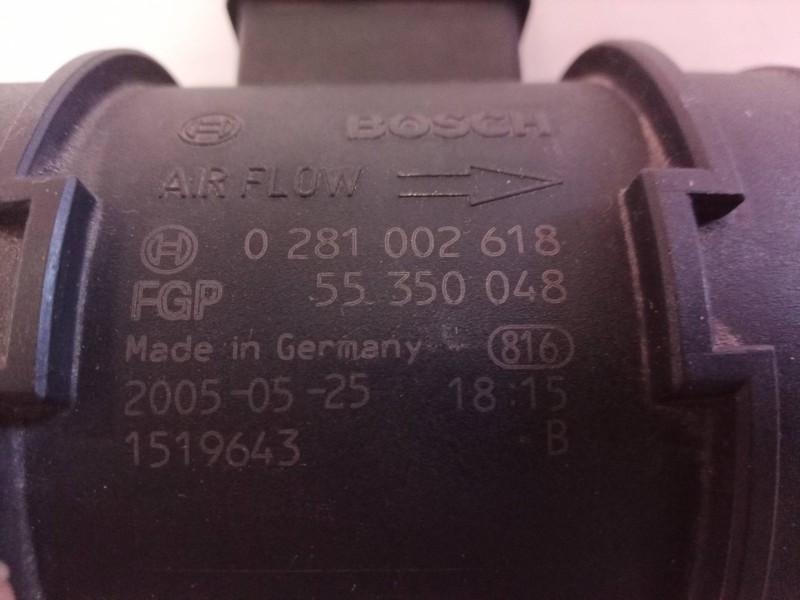 BOSCH
AIR FLOW
0 281 002 618
FGP 55 350 048
Made in Germany 816
2005-05-25 18:15
1519643 B